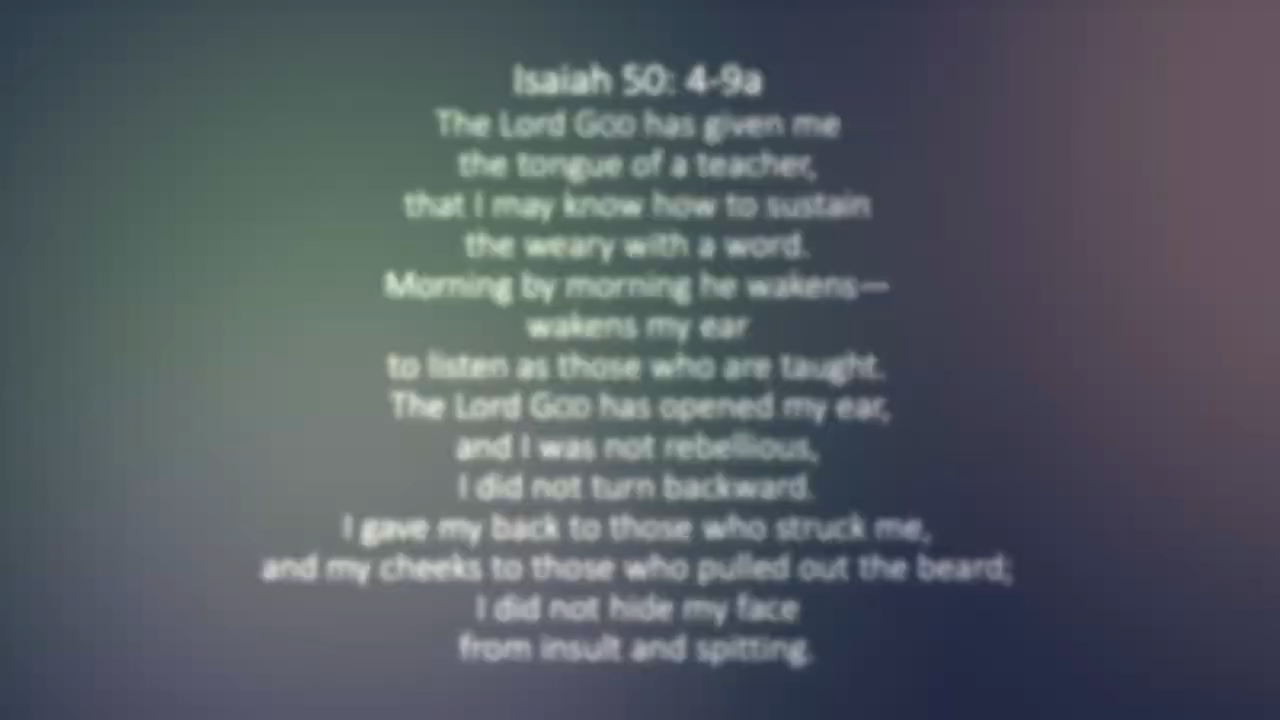 Isaiah 50: 4-9a
The Lord GOD has given me
the tongue of a teacher,
that I may know how to sustain
the weary with a word.
Morning by morning he wakens—
wakens my ear
to listen as those who are taught.
The Lord GOD has opened my ear,
and I was not rebellious,
I did not turn backward.
I gave my back to those who struck me,
and my cheeks to those who pulled out the beard;
I did not hide my face
from insult and spitting.